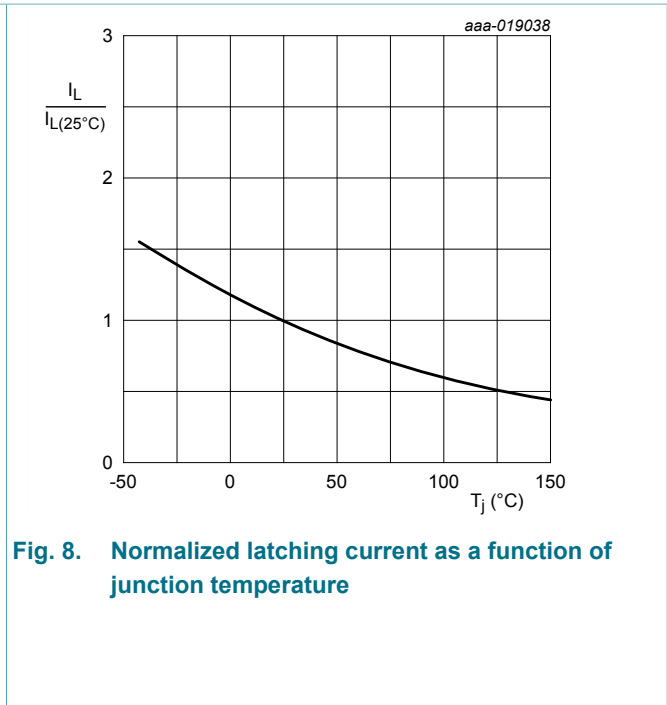 aaa-019038
3
I_L
I_L(25°C)
2
1
0
-50 0 50 100 150
T_j (°C)
Fig. 8. Normalized latching current as a function of
junction temperature